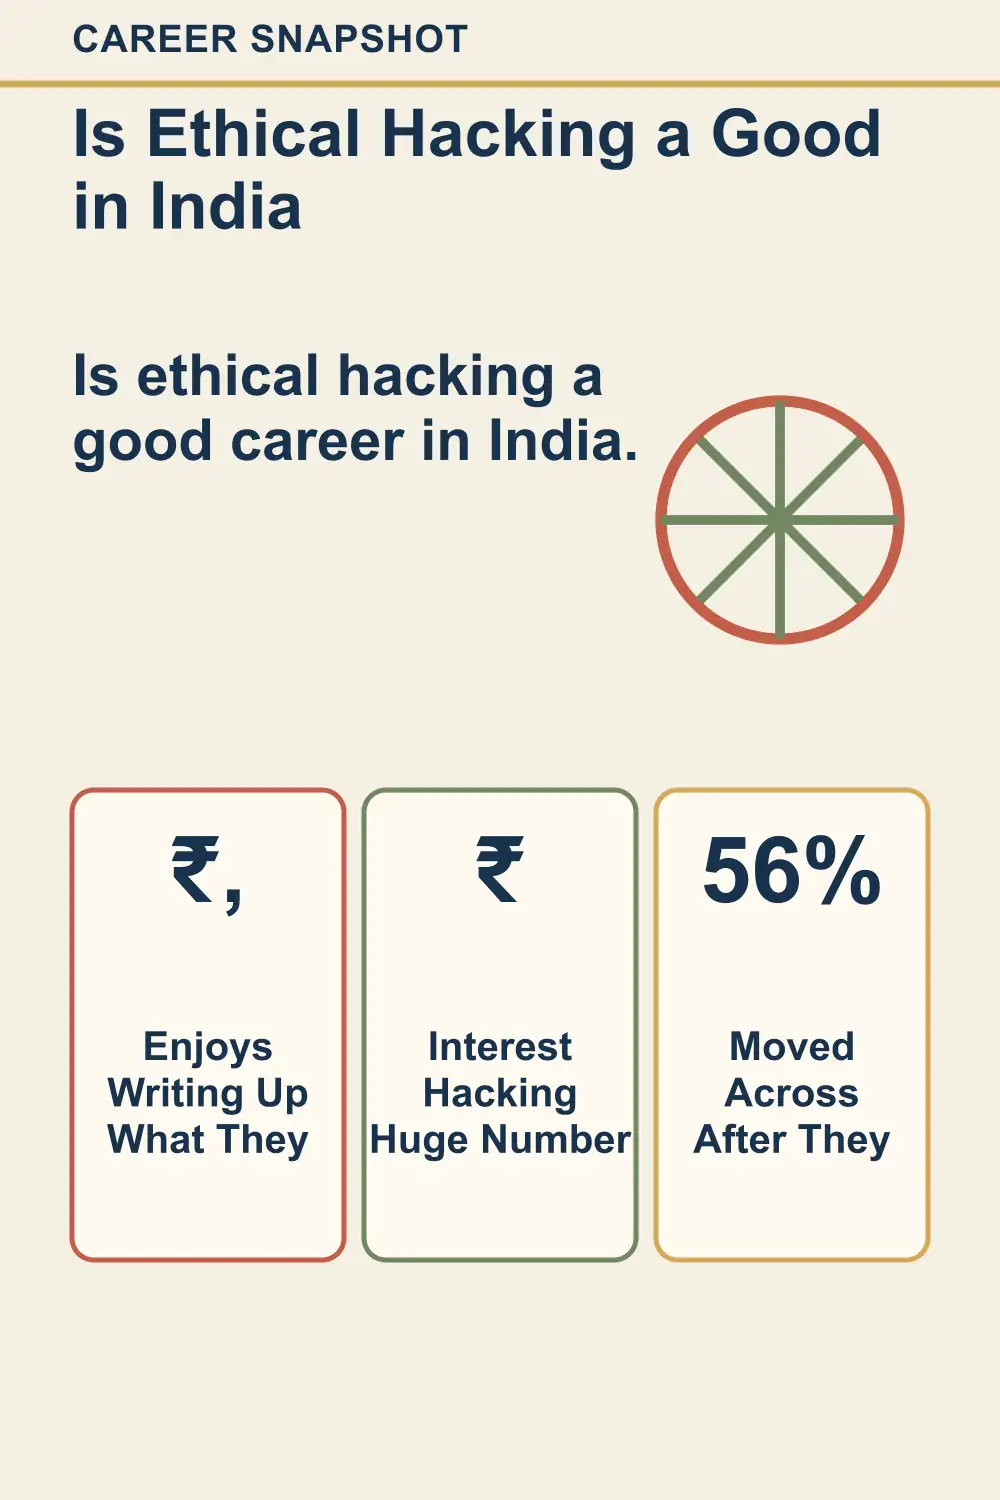 CAREER SNAPSHOT
Is Ethical Hacking a Good
in India
Is ethical hacking a
good career in India.
₹,
Enjoys
Writing Up
What They
₹
Interest
Hacking
Huge Number
56%
Moved
Across
After They